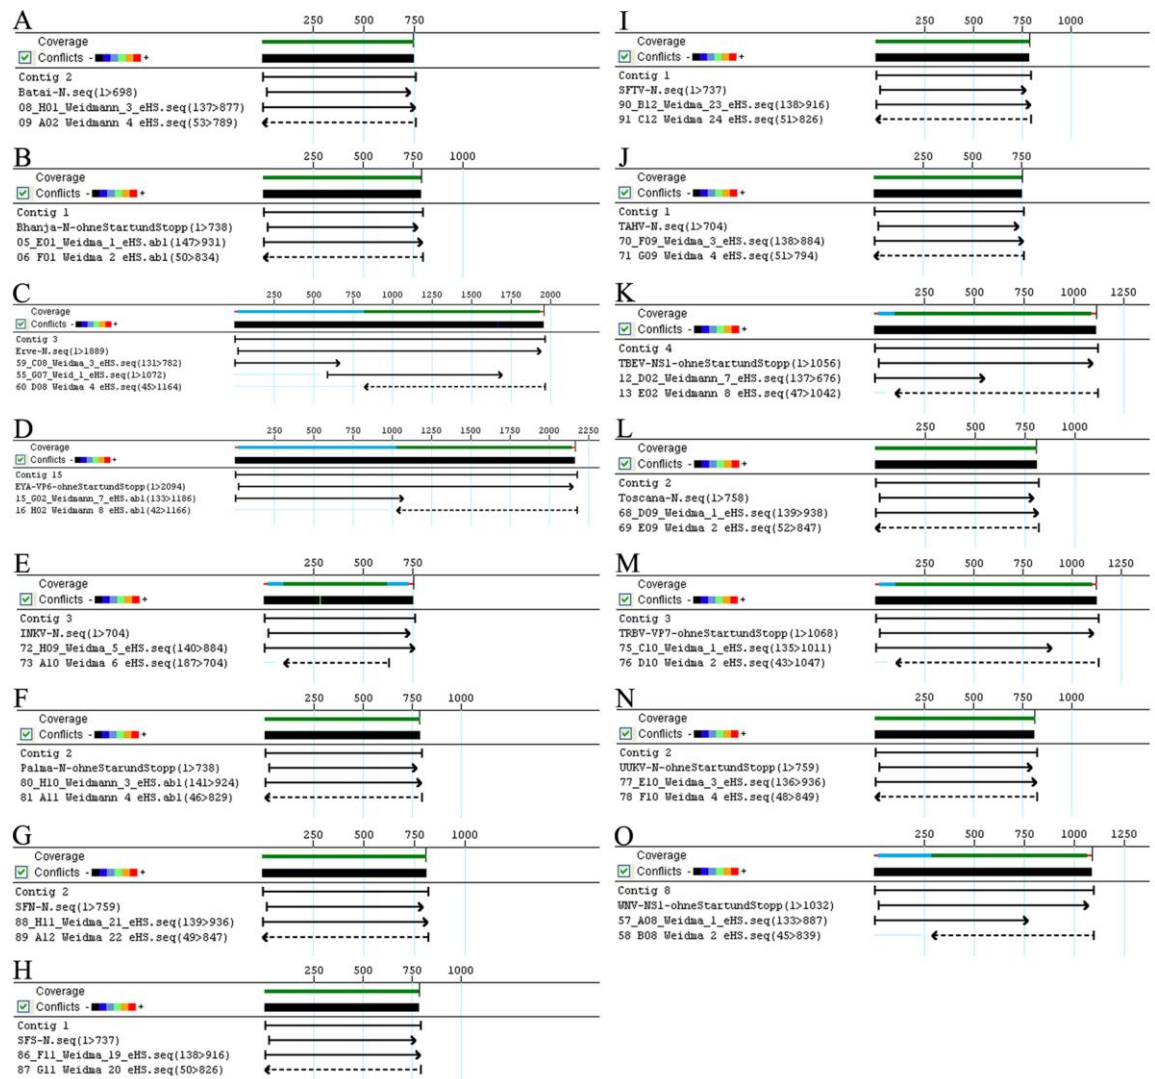 A
250 500 750
Coverage
Conflicts - +
Contig 2
Batai-N.seq(1>698)
08_H01_Weidmann_3_eHS.seq(137>877)
09 A02 Weidmann 4 eHS.seq(53>789)
B
250 500 750 1000
Coverage
Conflicts - +
Contig 1
Bhanja-N-ohneStartundStopp(1>738)
05_E01_Weidma_1_eHS.ab1(147>931)
06 F01 Weidma 2 eHS.ab1(50>834)
C
250 500 750 1000 1250 1500 1750 2000
Coverage
Conflicts - +
Contig 3
Erve-N.seq(1>1889)
59_C08_Weidma_3_eHS.seq(131>782)
55_G07_Weid_1_eHS.seq(1>1072)
60 D08 Weidma 4 eHS.seq(45>1164)
D
250 500 750 1000 1250 1500 1750 2000 2250
Coverage
Conflicts - +
Contig 15
EYA-VP6-ohneStartundStopp(1>2094)
15_G02_Weidmann_7_eHS.ab1(133>1186)
16 H02 Weidmann 8 eHS.ab1(42>1166)
E
250 500 750
Coverage
Conflicts - +
Contig 3
INKV-N.seq(1>704)
72_H09_Weidma_5_eHS.seq(140>884)
73 A10 Weidma 6 eHS.seq(187>704)
F
250 500 750 1000
Coverage
Conflicts - +
Contig 2
Palma-N-ohneStarundStopp(1>738)
80_H10_Weidmann_3_eHS.ab1(141>924)
81 A11 Weidmann 4 eHS.ab1(46>829)
G
250 500 750 1000
Coverage
Conflicts - +
Contig 2
SFN-N.seq(1>759)
88_H11_Weidma_21_eHS.seq(139>936)
89 A12 Weidma 22 eHS.seq(49>847)
H
250 500 750 1000
Coverage
Conflicts - +
Contig 1
SFS-N.seq(1>737)
86_F11_Weidma_19_eHS.seq(138>916)
87 G11 Weidma 20 eHS.seq(50>826)
I
250 500 750 1000
Coverage
Conflicts - +
Contig 1
SFTV-N.seq(1>737)
90_B12_Weidma_23_eHS.seq(138>916)
91 C12 Weidma 24 eHS.seq(51>826)
J
250 500 750
Coverage
Conflicts - +
Contig 1
TAHV-N.seq(1>704)
70_F09_Weidma_3_eHS.seq(138>884)
71 G09 Weidma 4 eHS.seq(51>794)
K
250 500 750 1000 1250
Coverage
Conflicts - +
Contig 4
TBEV-NS1-ohneStartundStopp(1>1056)
12_D02_Weidmann_7_eHS.seq(137>676)
13 E02 Weidmann 8 eHS.seq(47>1042)
L
250 500 750 1000
Coverage
Conflicts - +
Contig 2
Toscana-N.seq(1>758)
68_D09_Weidma_1_eHS.seq(139>938)
69 E09 Weidma 2 eHS.seq(52>847)
M
250 500 750 1000 1250
Coverage
Conflicts - +
Contig 3
TRBV-VP7-ohneStartundStopp(1>1068)
75_C10_Weidma_1_eHS.seq(135>1011)
76 D10 Weidma 2 eHS.seq(43>1047)
N
250 500 750 1000
Coverage
Conflicts - +
Contig 2
UUKV-N-ohneStartundStopp(1>759)
77_E10_Weidma_3_eHS.seq(136>936)
78 F10 Weidma 4 eHS.seq(48>849)
O
250 500 750 1000 1250
Coverage
Conflicts - +
Contig 8
WNV-NS1-ohneStartundStopp(1>1032)
57_A08_Weidma_1_eHS.seq(133>887)
58 B08 Weidma 2 eHS.seq(45>839)